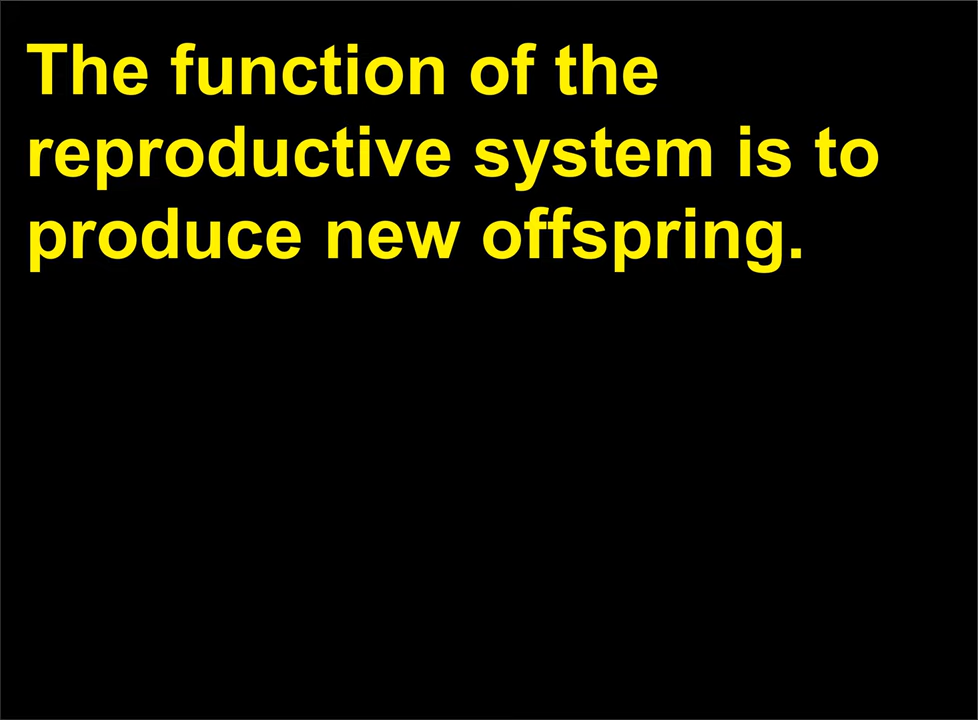 The function of the
reproductive system is to
produce new offspring.